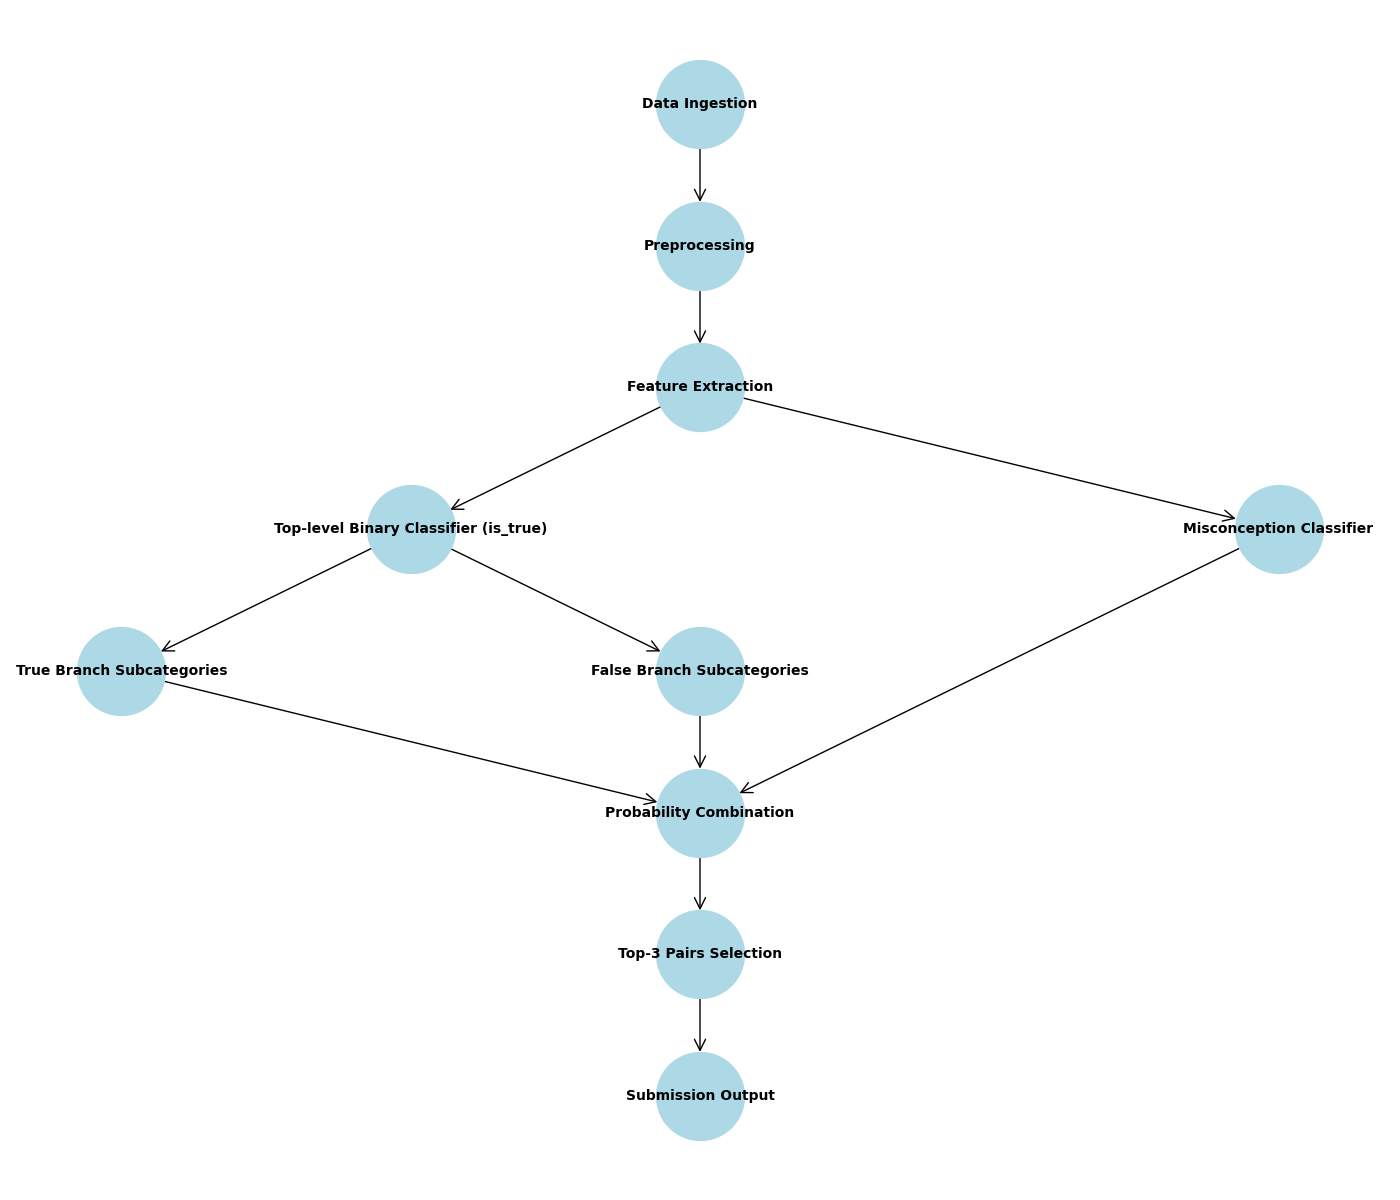 Data Ingestion
Preprocessing
Feature Extraction
Top-level Binary Classifier (is_true)
Misconception Classifier
True Branch Subcategories
False Branch Subcategories
Probability Combination
Top-3 Pairs Selection
Submission Output